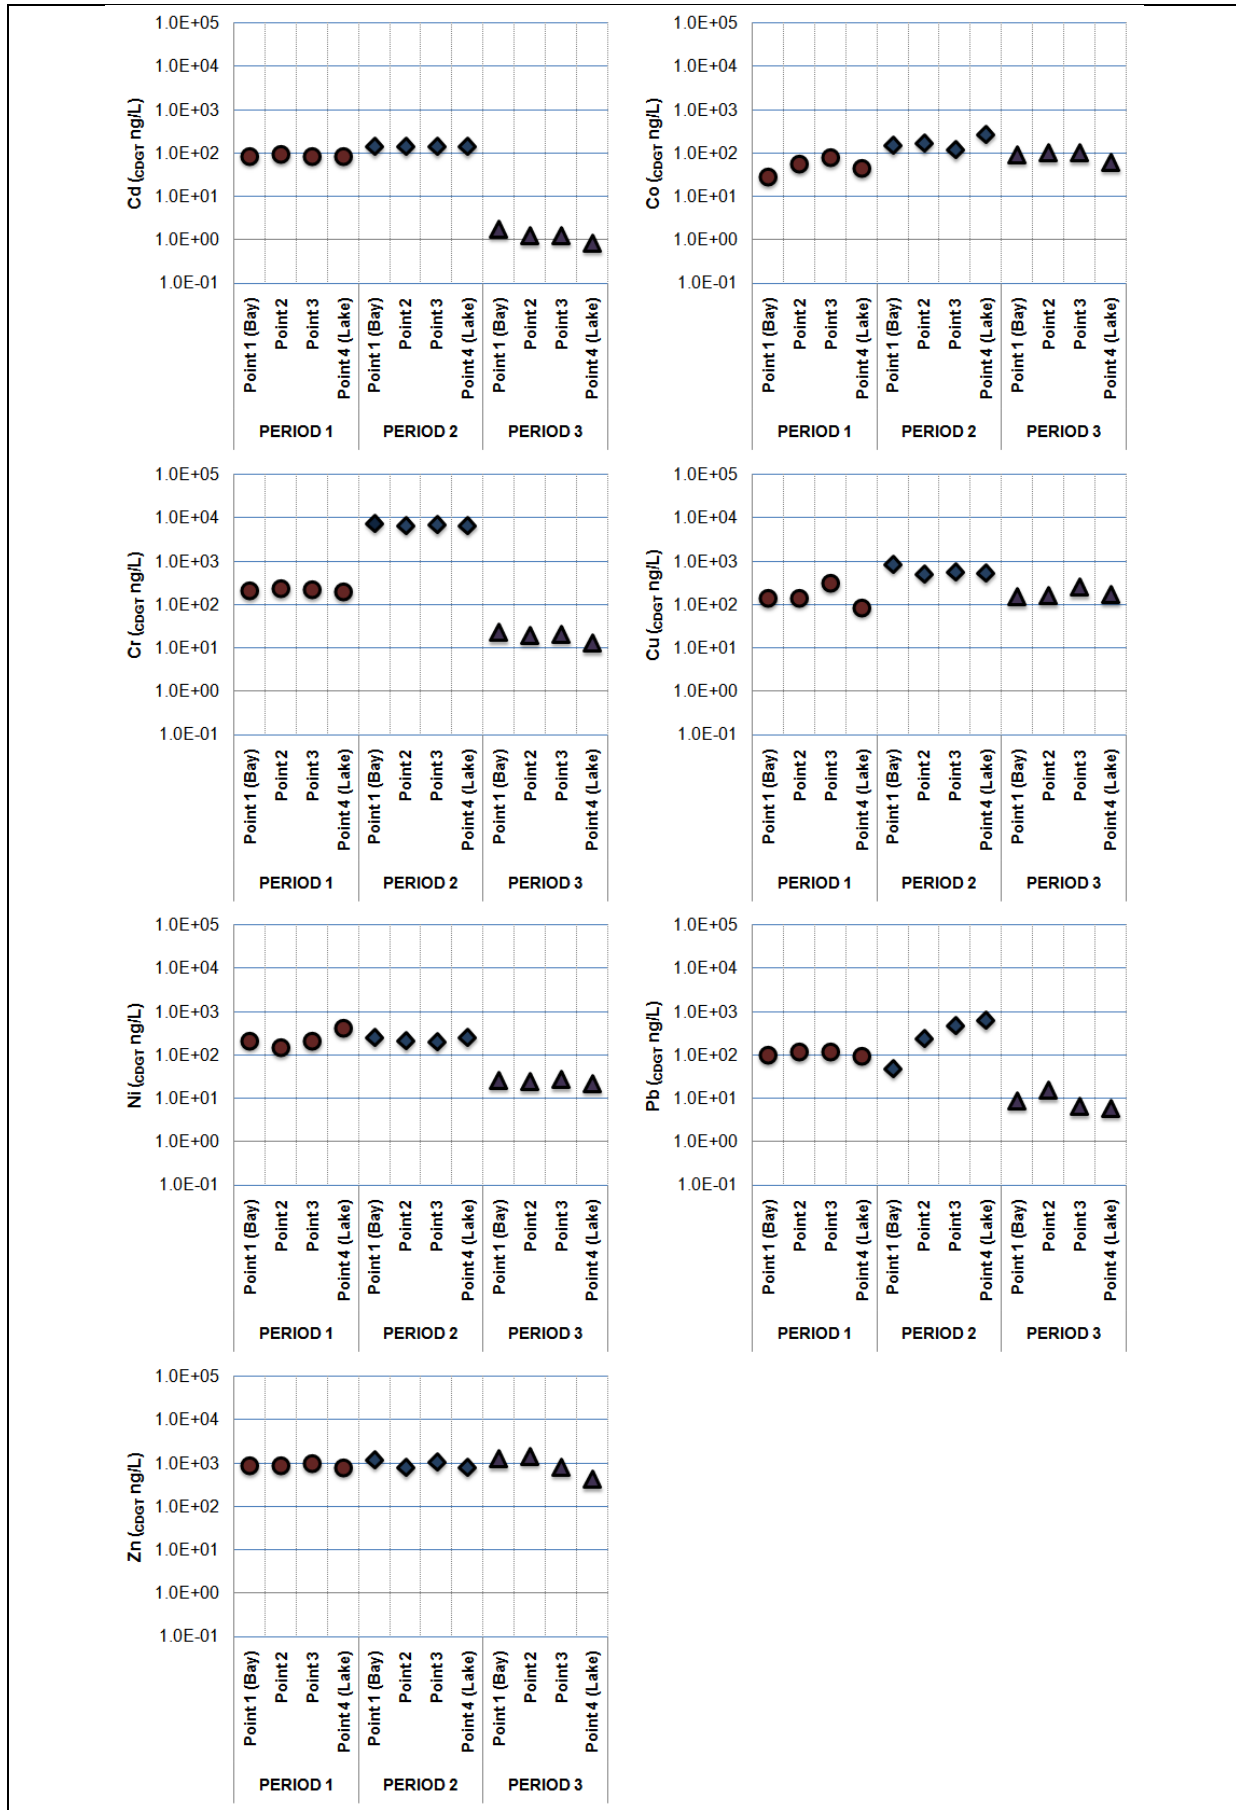 1.0E+05
1.0E+04
1.0E+03
1.0E+02
1.0E+01
1.0E+00
1.0E-01
Cd (CDGT ng/L)
Point 1 (Bay)
Point 2
Point 3
Point 4 (Lake)
Point 1 (Bay)
Point 2
Point 3
Point 4 (Lake)
Point 1 (Bay)
Point 2
Point 3
Point 4 (Lake)
PERIOD 1
PERIOD 2
PERIOD 3
1.0E+05
1.0E+04
1.0E+03
1.0E+02
1.0E+01
1.0E+00
1.0E-01
Co (CDGT ng/L)
Point 1 (Bay)
Point 2
Point 3
Point 4 (Lake)
Point 1 (Bay)
Point 2
Point 3
Point 4 (Lake)
Point 1 (Bay)
Point 2
Point 3
Point 4 (Lake)
PERIOD 1
PERIOD 2
PERIOD 3
1.0E+05
1.0E+04
1.0E+03
1.0E+02
1.0E+01
1.0E+00
1.0E-01
Cr (CDGT ng/L)
Point 1 (Bay)
Point 2
Point 3
Point 4 (Lake)
Point 1 (Bay)
Point 2
Point 3
Point 4 (Lake)
Point 1 (Bay)
Point 2
Point 3
Point 4 (Lake)
PERIOD 1
PERIOD 2
PERIOD 3
1.0E+05
1.0E+04
1.0E+03
1.0E+02
1.0E+01
1.0E+00
1.0E-01
Cu (CDGT ng/L)
Point 1 (Bay)
Point 2
Point 3
Point 4 (Lake)
Point 1 (Bay)
Point 2
Point 3
Point 4 (Lake)
Point 1 (Bay)
Point 2
Point 3
Point 4 (Lake)
PERIOD 1
PERIOD 2
PERIOD 3
1.0E+05
1.0E+04
1.0E+03
1.0E+02
1.0E+01
1.0E+00
1.0E-01
Ni (CDGT ng/L)
Point 1 (Bay)
Point 2
Point 3
Point 4 (Lake)
Point 1 (Bay)
Point 2
Point 3
Point 4 (Lake)
Point 1 (Bay)
Point 2
Point 3
Point 4 (Lake)
PERIOD 1
PERIOD 2
PERIOD 3
1.0E+05
1.0E+04
1.0E+03
1.0E+02
1.0E+01
1.0E+00
1.0E-01
Pb (CDGT ng/L)
Point 1 (Bay)
Point 2
Point 3
Point 4 (Lake)
Point 1 (Bay)
Point 2
Point 3
Point 4 (Lake)
Point 1 (Bay)
Point 2
Point 3
Point 4 (Lake)
PERIOD 1
PERIOD 2
PERIOD 3
1.0E+05
1.0E+04
1.0E+03
1.0E+02
1.0E+01
1.0E+00
1.0E-01
Zn (CDGT ng/L)
Point 1 (Bay)
Point 2
Point 3
Point 4 (Lake)
Point 1 (Bay)
Point 2
Point 3
Point 4 (Lake)
Point 1 (Bay)
Point 2
Point 3
Point 4 (Lake)
PERIOD 1
PERIOD 2
PERIOD 3